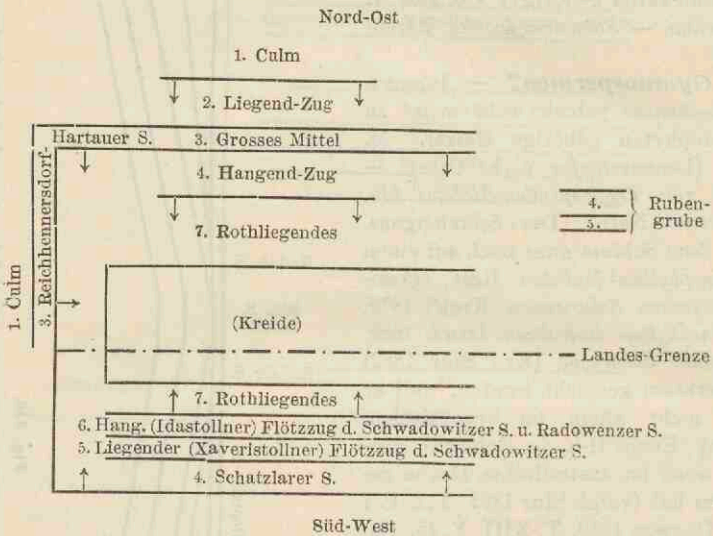 Nord-Ost
1. Culm
2. Liegend-Zug
Hartauer S. 3. Grosses Mittel
4. Hangend-Zug
7. Rothliegendes
4. Ruben-
5. grube
1. Culm
3. Reichhennersdorf-
(Kreide)
Landes-Grenze
7. Rothliegendes
6. Hang. (Idastollner) Flötzzug d. Schwadowitzer S. u. Radowenzer S.
5. Liegender (Xaveristollner) Flötzzug d. Schwadowitzer S.
4. Schatzlarer S.
Süd-West